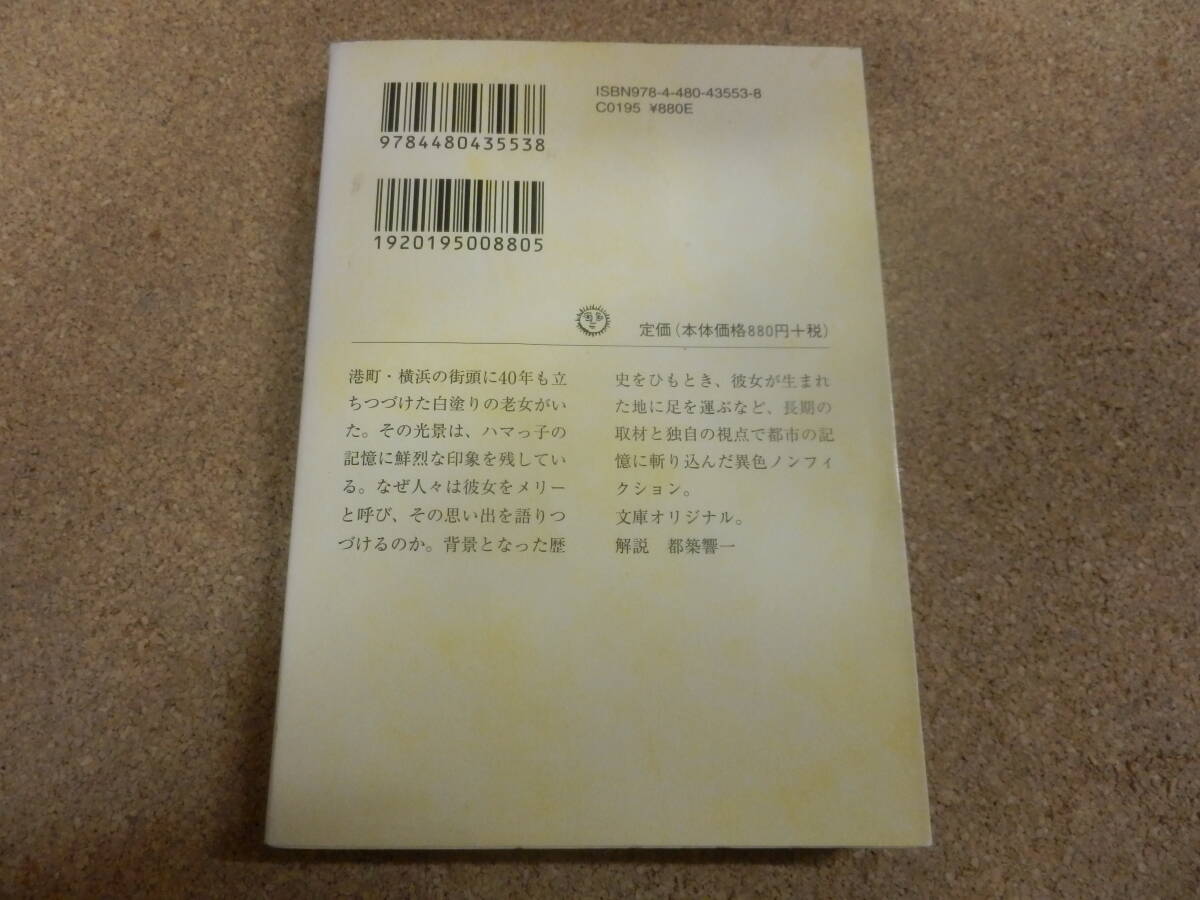 ISBN978-4-480-43553-8
C0195 ¥880E
9784480435538
1920195008805
定価(本体価格880円+税)
港町・横浜の街頭に40年も立
ちつづけた白塗りの老女がい
た。その光景は、ハマっ子の
記憶に鮮烈な印象を残してい
る。なぜ人々は彼女をメリー
と呼び、その思い出を語りつ
づけるのか。背景となった歴
史をひもとき、彼女が生まれ
た地に足を運ぶなど、長期の
取材と独自の視点で都市の記
憶に斬り込んだ異色ノンフィ
クション。
文庫オリジナル。
解説　都築響一